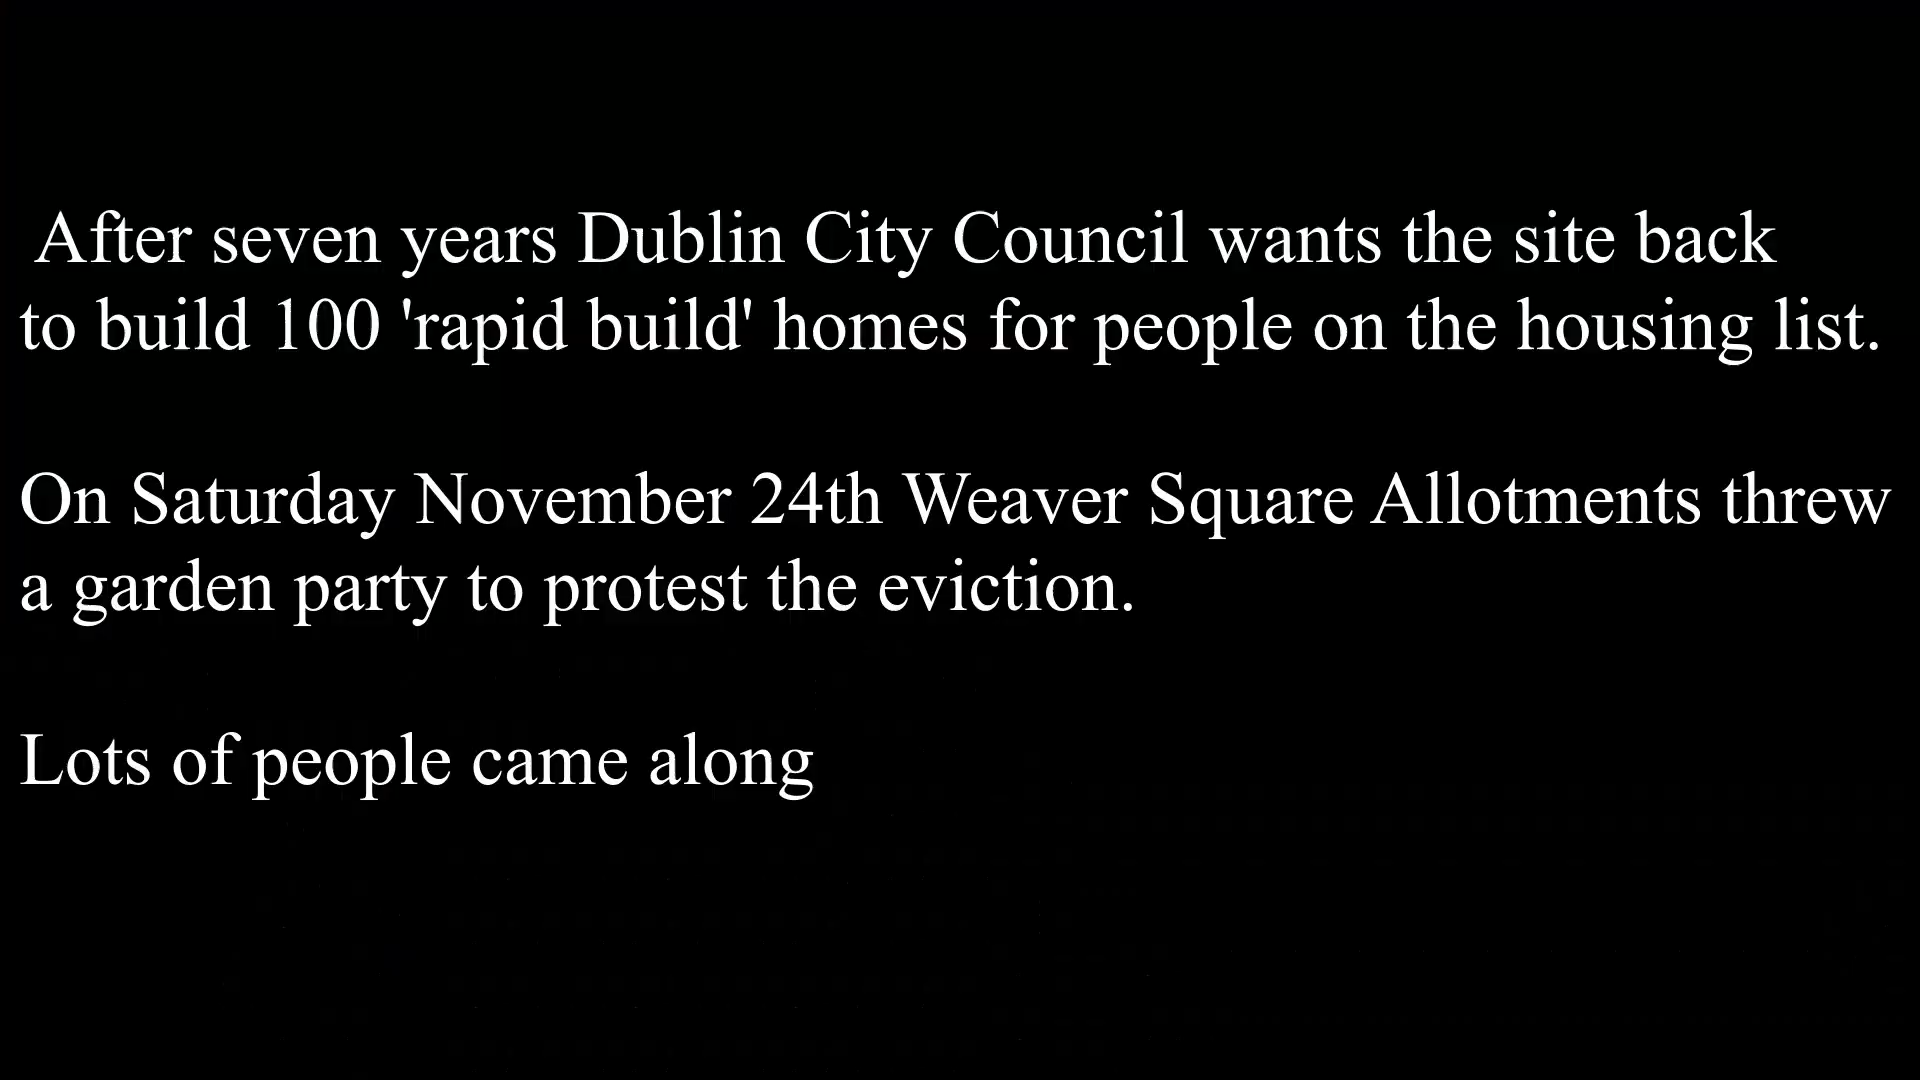 After seven years Dublin City Council wants the site back
to build 100 'rapid build' homes for people on the housing list.
On Saturday November 24th Weaver Square Allotments threw
a garden party to protest the eviction.
Lots of people came along